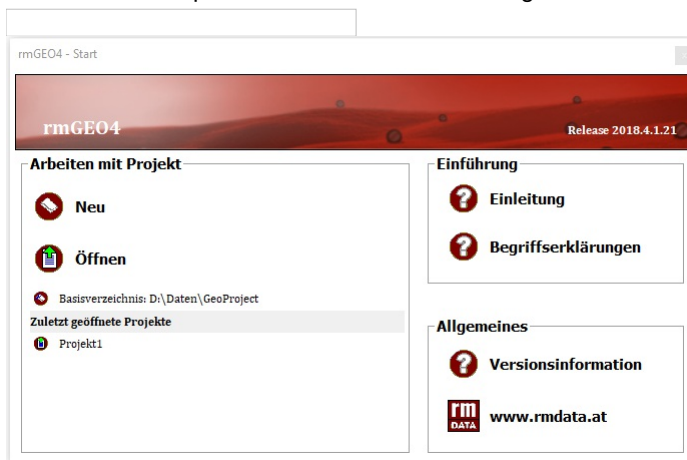 rmGEO4 - Start
rmGEO4
Release 2018.4.1.21
Arbeiten mit Projekt
Neu
Öffnen
Basisverzeichnis: D:\Daten\GeoProject
Zuletzt geöffnete Projekte
Projekt1
Einführung
Einleitung
Begriffserklärungen
Allgemeines
Versionsinformation
rm
DATA
www.rmdata.at